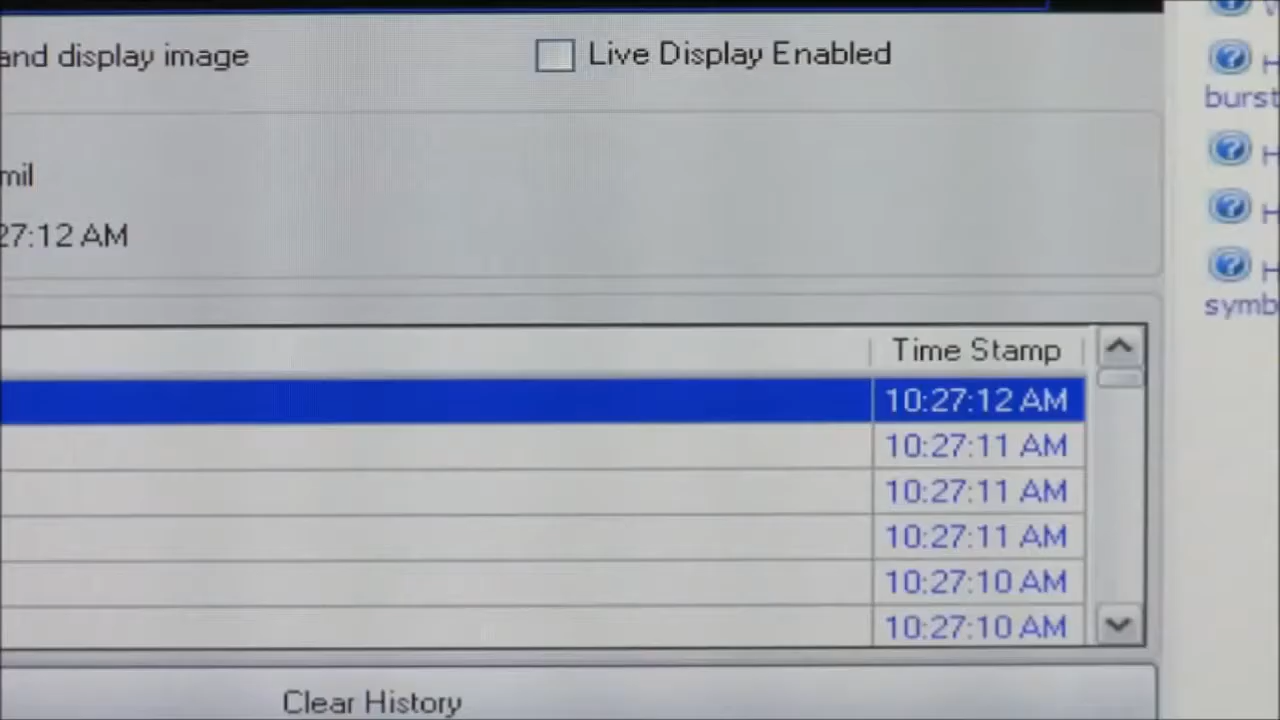 and display image
Live Display Enabled
burst
mil
27:12 AM
symb
Time Stamp
10:27:12 AM
10:27:11 AM
10:27:11 AM
10:27:11 AM
10:27:10 AM
10:27:10 AM
Clear History